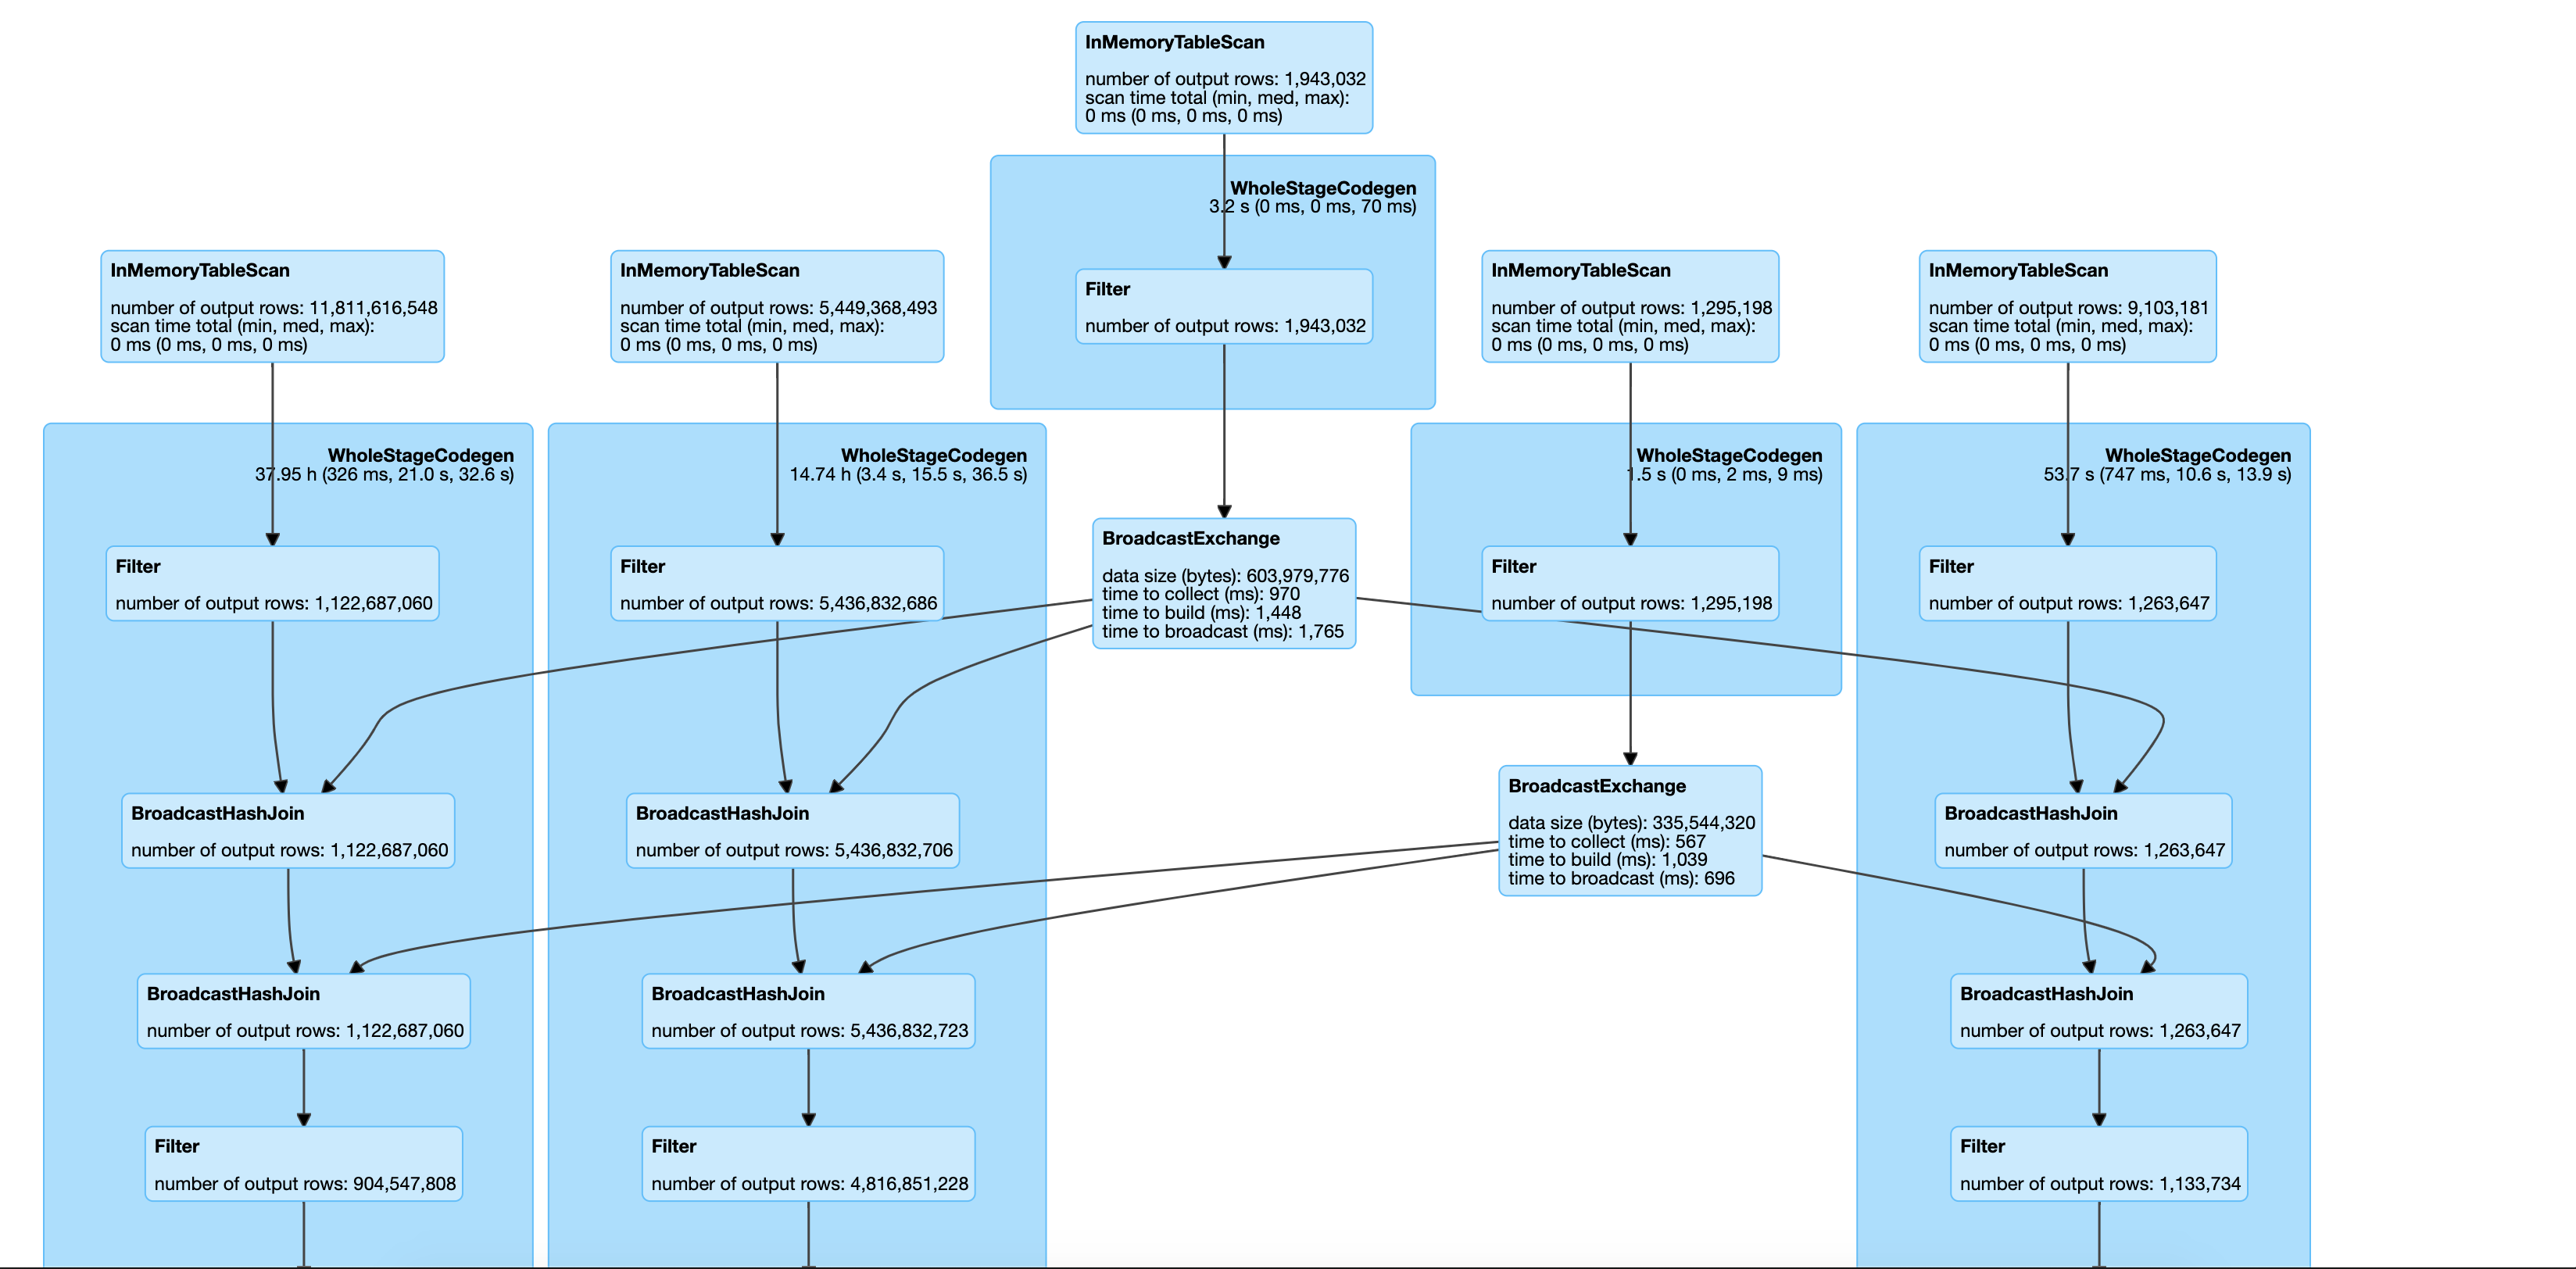 InMemoryTableScan
number of output rows: 1,943,032
scan time total (min, med, max):
0 ms (0 ms, 0 ms, 0 ms)
WholeStageCodegen
3.2 s (0 ms, 0 ms, 70 ms)
Filter
number of output rows: 1,943,032
InMemoryTableScan
number of output rows: 11,811,616,548
scan time total (min, med, max):
0 ms (0 ms, 0 ms, 0 ms)
InMemoryTableScan
number of output rows: 5,449,368,493
scan time total (min, med, max):
0 ms (0 ms, 0 ms, 0 ms)
InMemoryTableScan
number of output rows: 1,295,198
scan time total (min, med, max):
0 ms (0 ms, 0 ms, 0 ms)
InMemoryTableScan
number of output rows: 9,103,181
scan time total (min, med, max):
0 ms (0 ms, 0 ms, 0 ms)
WholeStageCodegen
37.95 h (326 ms, 21.0 s, 32.6 s)
WholeStageCodegen
14.74 h (3.4 s, 15.5 s, 36.5 s)
WholeStageCodegen
1.5 s (0 ms, 2 ms, 9 ms)
WholeStageCodegen
53.7 s (747 ms, 10.6 s, 13.9 s)
Filter
number of output rows: 1,122,687,060
Filter
number of output rows: 5,436,832,686
BroadcastExchange
data size (bytes): 603,979,776
time to collect (ms): 970
time to build (ms): 1,448
time to broadcast (ms): 1,765
Filter
number of output rows: 1,295,198
Filter
number of output rows: 1,263,647
BroadcastHashJoin
number of output rows: 1,122,687,060
BroadcastHashJoin
number of output rows: 5,436,832,706
BroadcastExchange
data size (bytes): 335,544,320
time to collect (ms): 567
time to build (ms): 1,039
time to broadcast (ms): 696
BroadcastHashJoin
number of output rows: 1,263,647
BroadcastHashJoin
number of output rows: 1,122,687,060
BroadcastHashJoin
number of output rows: 5,436,832,723
BroadcastHashJoin
number of output rows: 1,263,647
Filter
number of output rows: 904,547,808
Filter
number of output rows: 4,816,851,228
Filter
number of output rows: 1,133,734